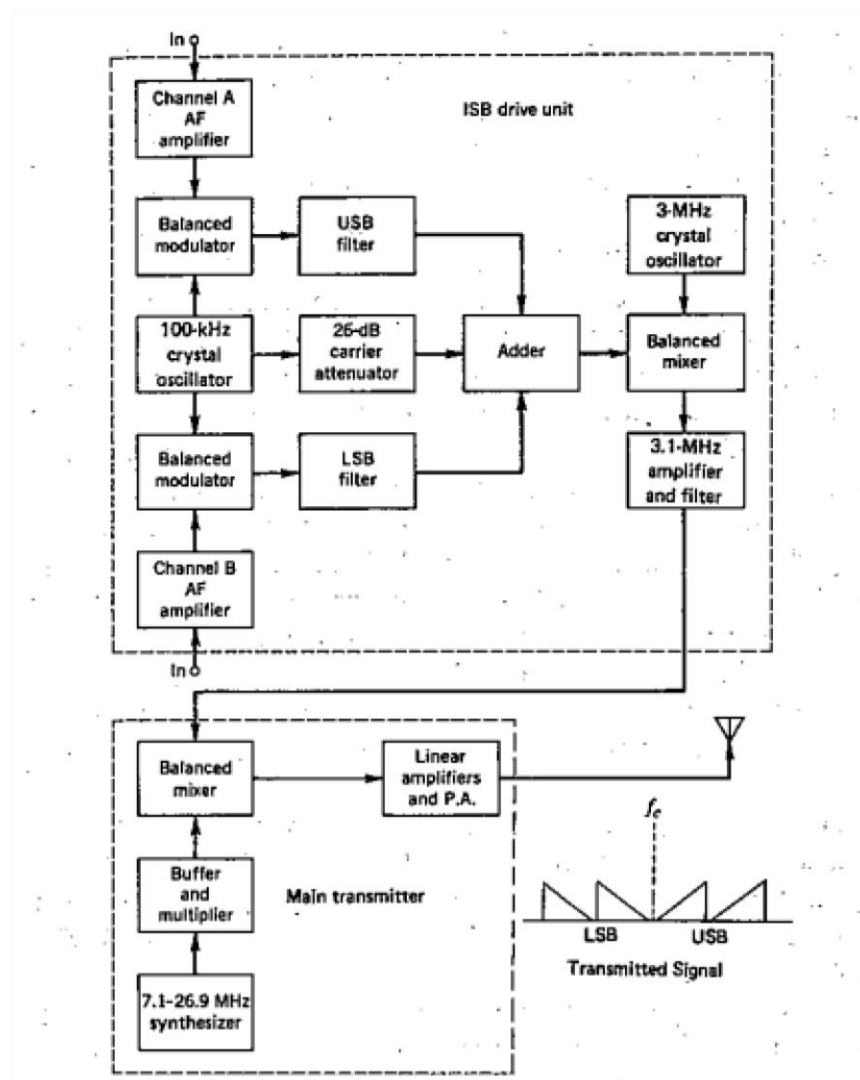 In
Channel A
AF
amplifier
ISB drive unit
Balanced
modulator
USB
filter
3-MHz
crystal
oscillator
100-kHz
crystal
oscillator
26-dB
carrier
attenuator
Adder
Balanced
mixer
Balanced
modulator
LSB
filter
3.1-MHz
amplifier
and filter
Channel B
AF
amplifier
In
Balanced
mixer
Linear
amplifiers
and P.A.
Buffer
and
multiplier
Main transmitter
7.1-26.9 MHz
synthesizer
fc
LSB
USB
Transmitted Signal